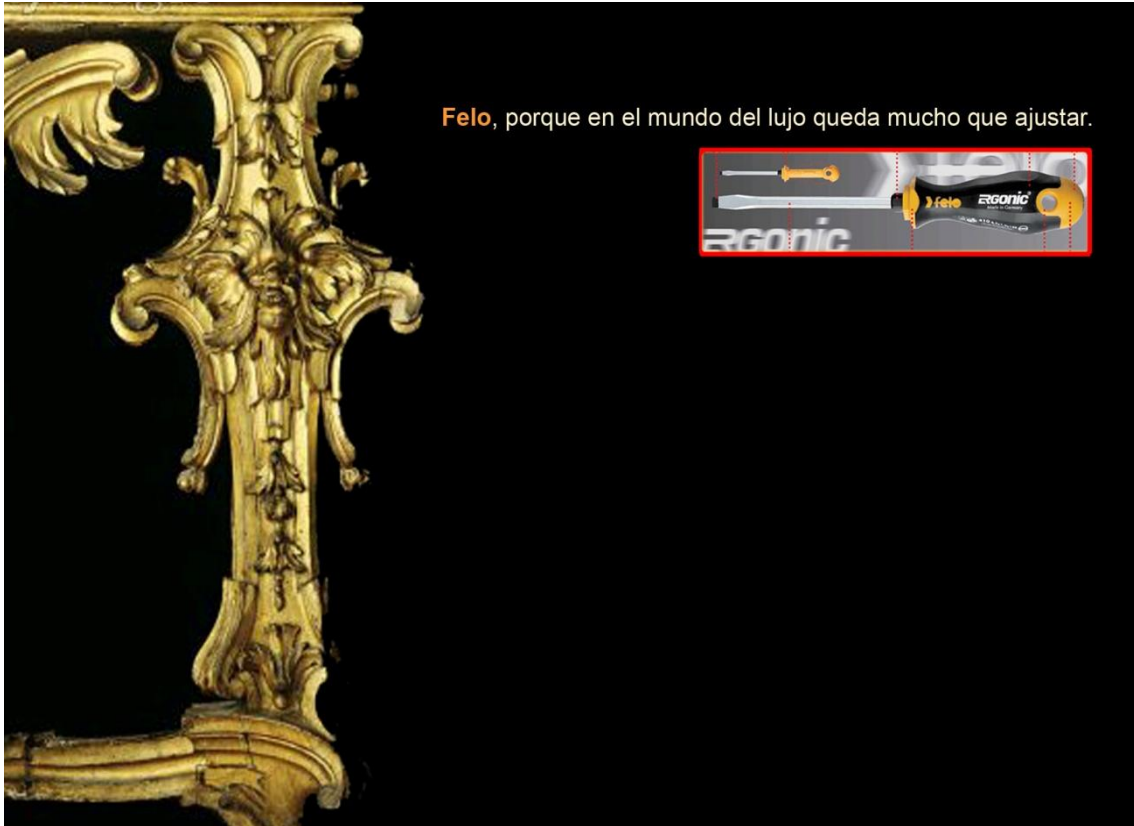 Felo, porque en el mundo del lujo queda mucho que ajustar.
felo ERGONIC
Made in Germany
ERGONIC